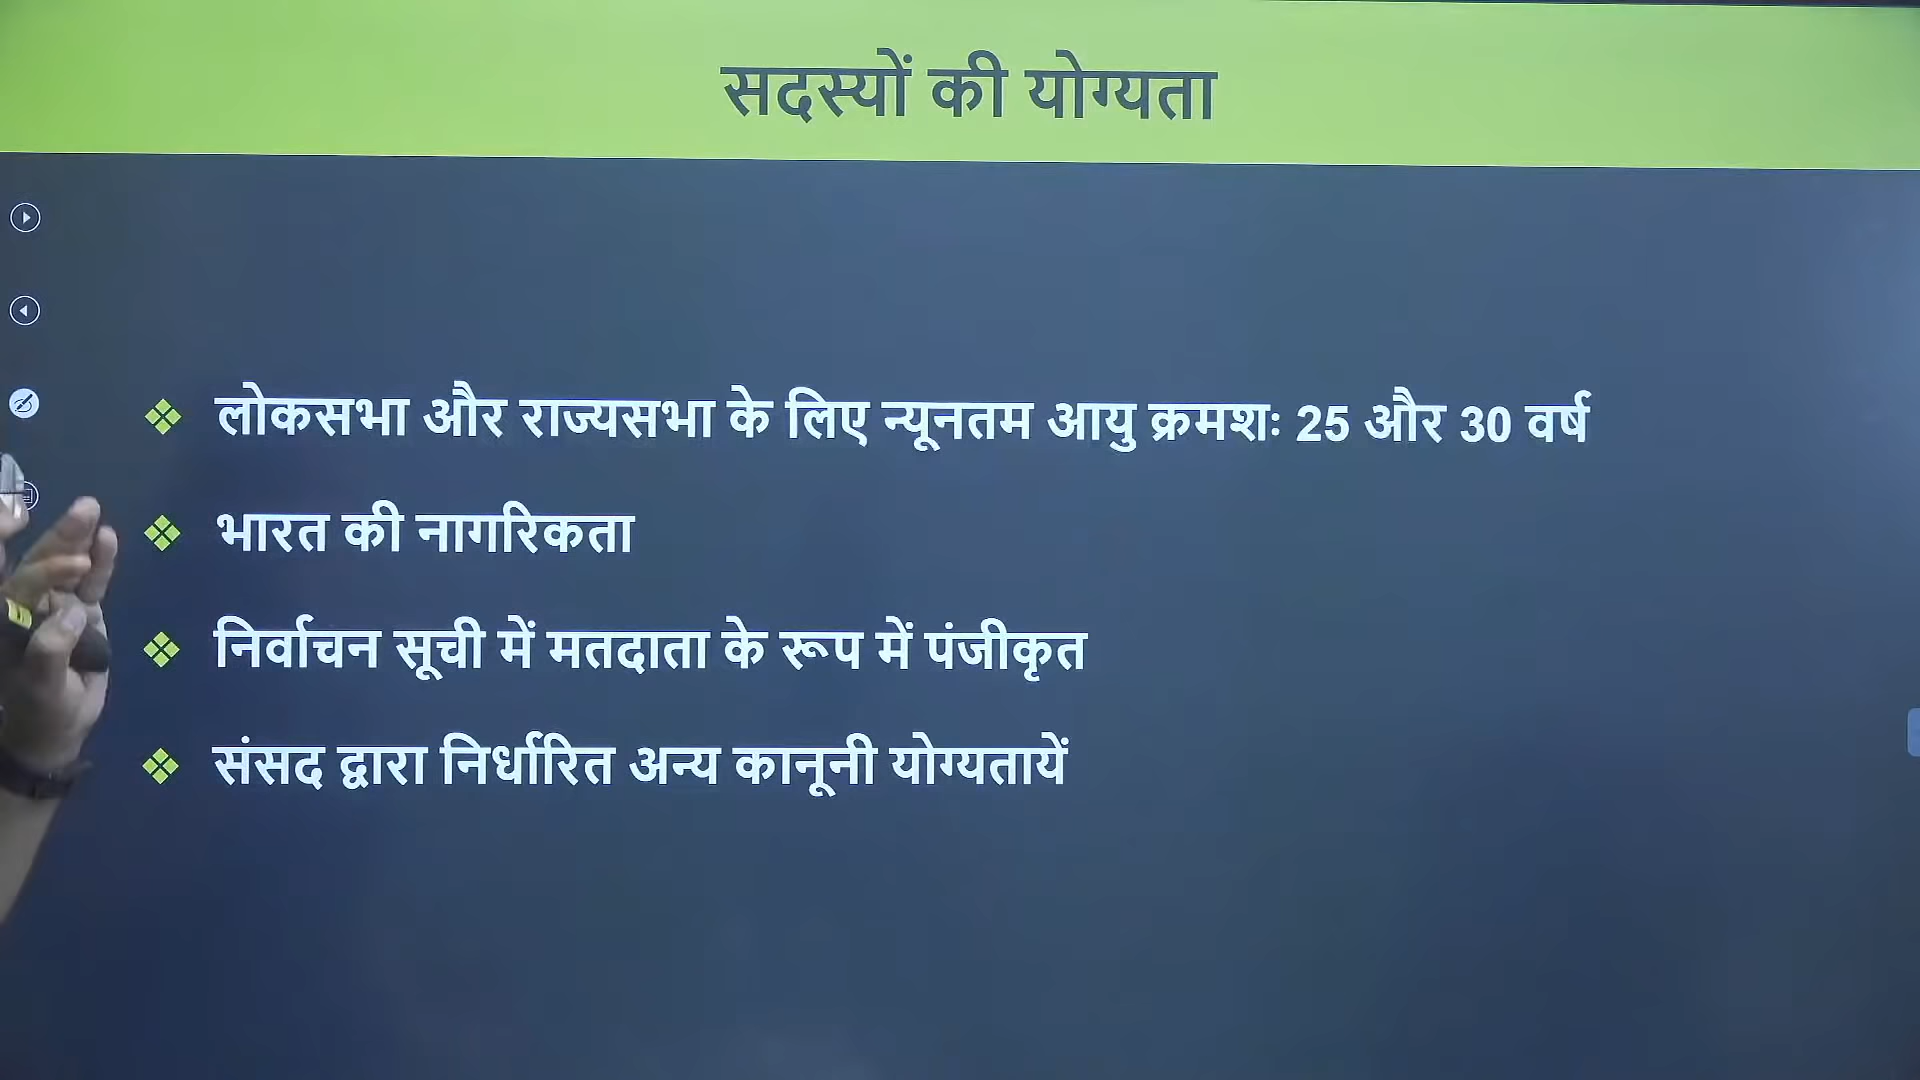 सदस्यों की योग्यता
लोकसभा और राज्यसभा के लिए न्यूनतम आयु क्रमशः 25 और 30 वर्ष
भारत की नागरिकता
निर्वाचन सूची में मतदाता के रूप में पंजीकृत
संसद द्वारा निर्धारित अन्य कानूनी योग्यतायें